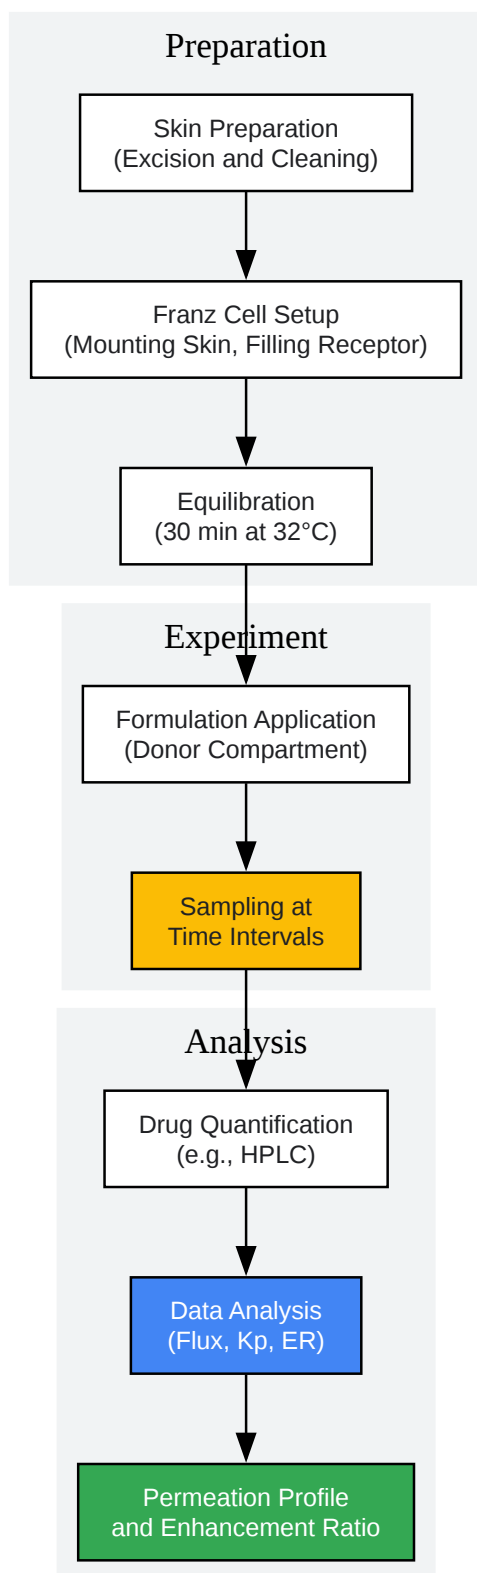 Preparation
Skin Preparation
(Excision and Cleaning)
Franz Cell Setup
(Mounting Skin, Filling Receptor)
Equilibration
(30 min at 32°C)
Experiment
Formulation Application
(Donor Compartment)
Sampling at
Time Intervals
Analysis
Drug Quantification
(e.g., HPLC)
Data Analysis
(Flux, Kp, ER)
Permeation Profile
and Enhancement Ratio